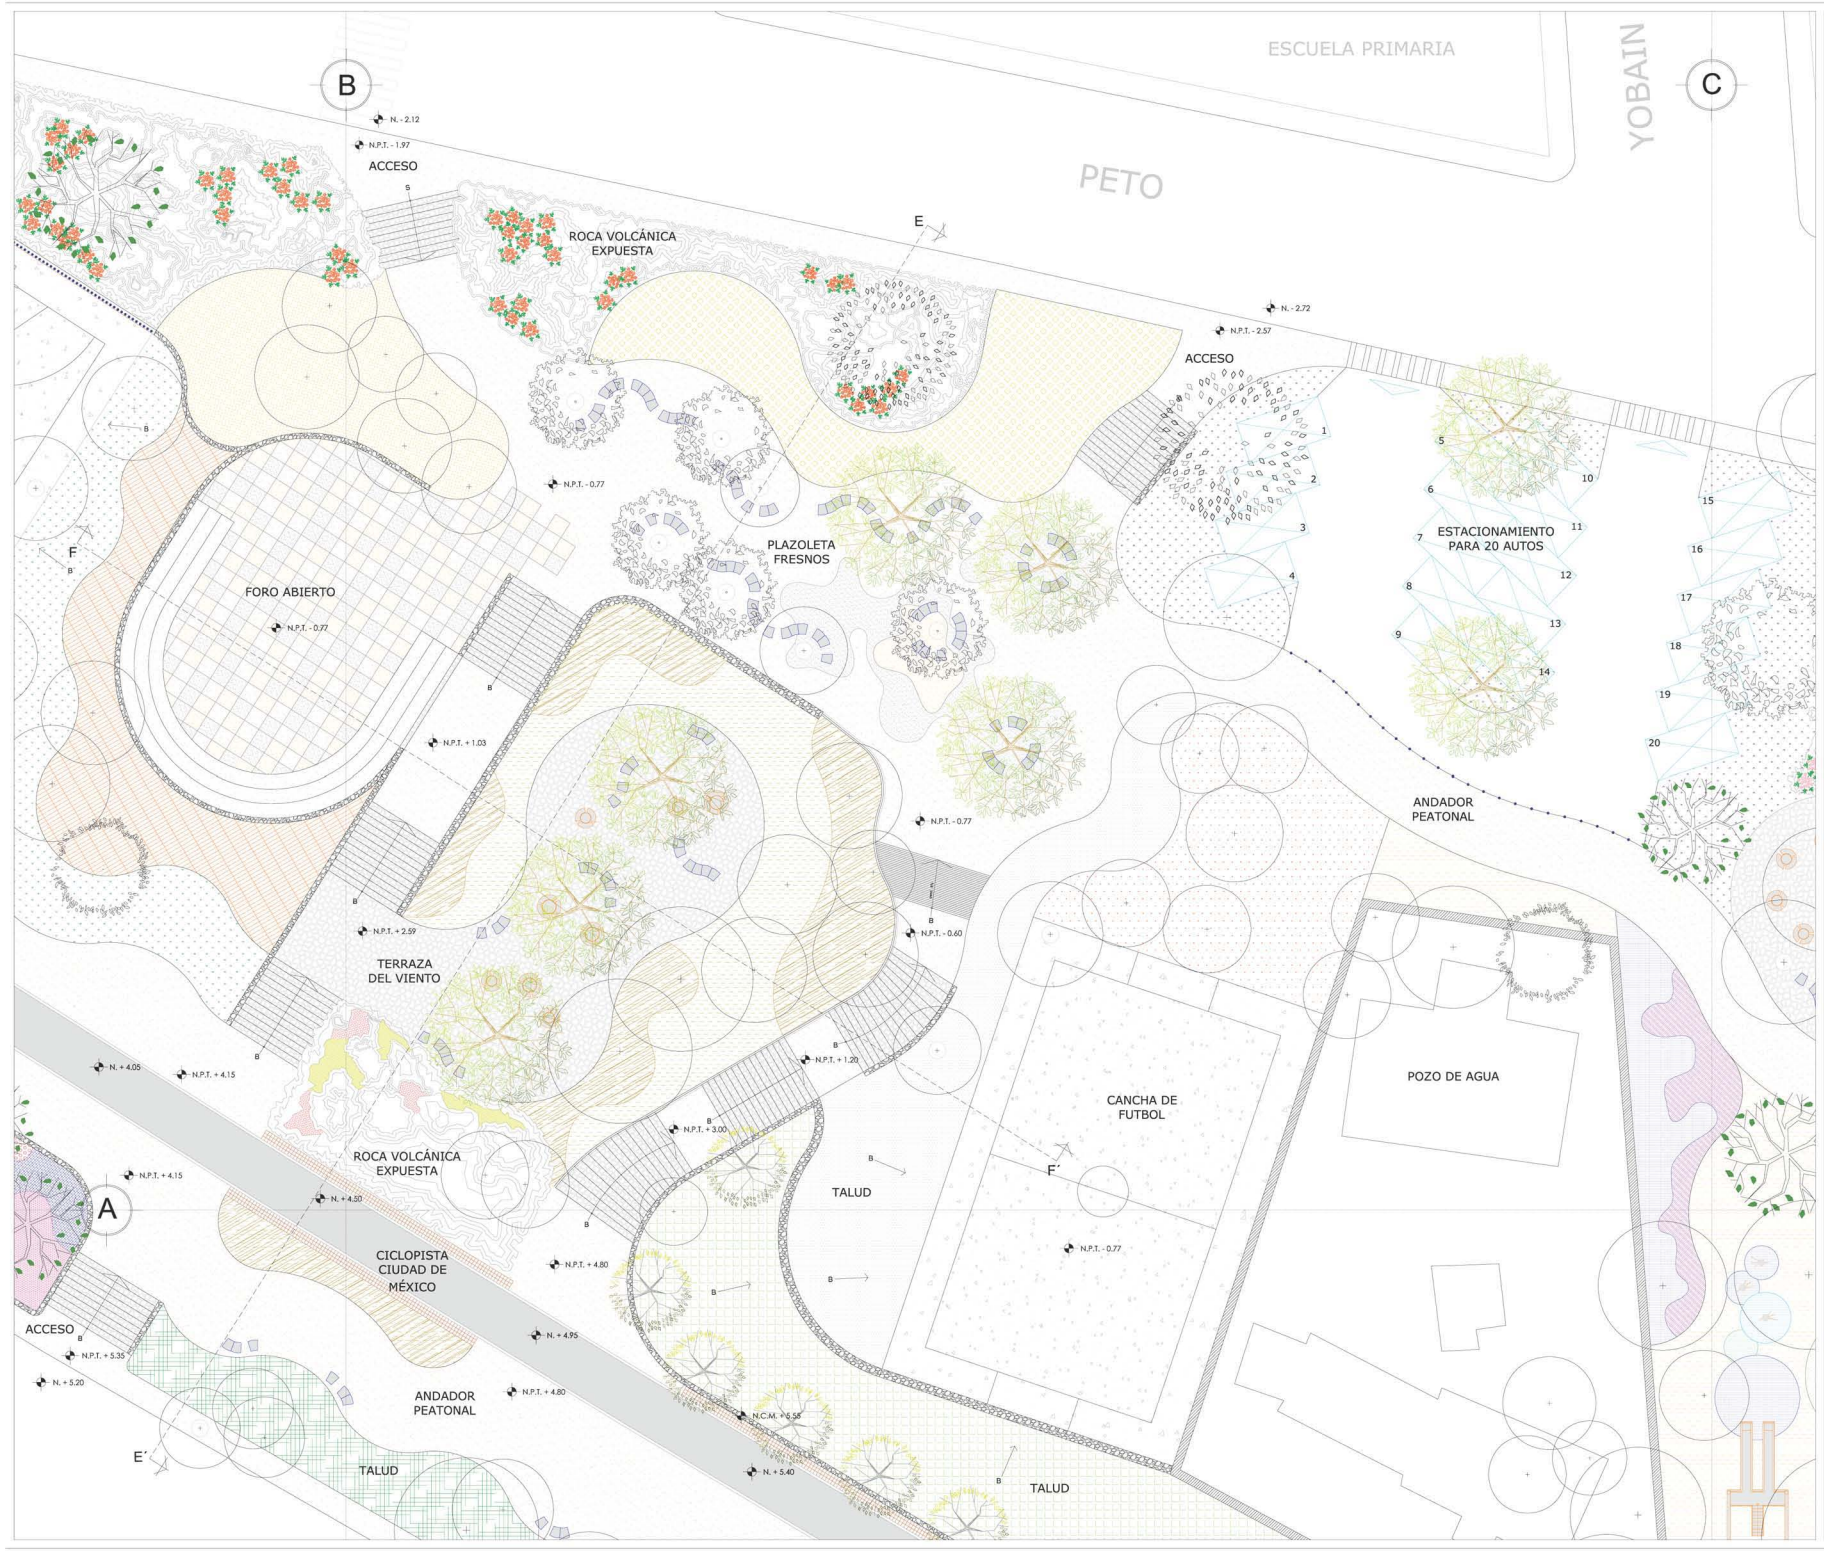 ESCUELA PRIMARIA
YOBAIN
B
C
N. - 2.12
N.P.T. - 1.97
ACCESO
S
PETO
ROCA VOLCÁNICA
EXPUESTA
E
N. - 2.72
N.P.T. - 2.57
ACCESO
B
1
2
3
4
5
6
7
8
9
10
11
12
13
14
15
16
17
18
19
20
ESTACIONAMIENTO
PARA 20 AUTOS
N.P.T. - 0.77
PLAZOLETA
FRESNOS
F
B
FORO ABIERTO
N.P.T. - 0.77
B
N.P.T. + 1.03
N.P.T. - 0.77
ANDADOR
PEATONAL
B
N.P.T. + 2.59
B
N.P.T. - 0.60
TERRAZA
DEL VIENTO
B
N. + 4.05
N.P.T. + 4.15
N.P.T. + 1.20
POZO DE AGUA
CANCHA DE
FUTBOL
B
N.P.T. + 3.00
ROCA VOLCÁNICA
EXPUESTA
B
F´
N.P.T. + 4.15
TALUD
A
N. + 4.50
B
CICLOPISTA
CIUDAD DE
MÉXICO
N.P.T. - 0.77
N.P.T. + 4.80
B
B
ACCESO
B
N.P.T. + 5.35
N. + 4.95
N. + 5.20
ANDADOR
PEATONAL
N.P.T. + 4.80
N.C.M. + 5.55
E´
TALUD
N. + 5.40
B
TALUD